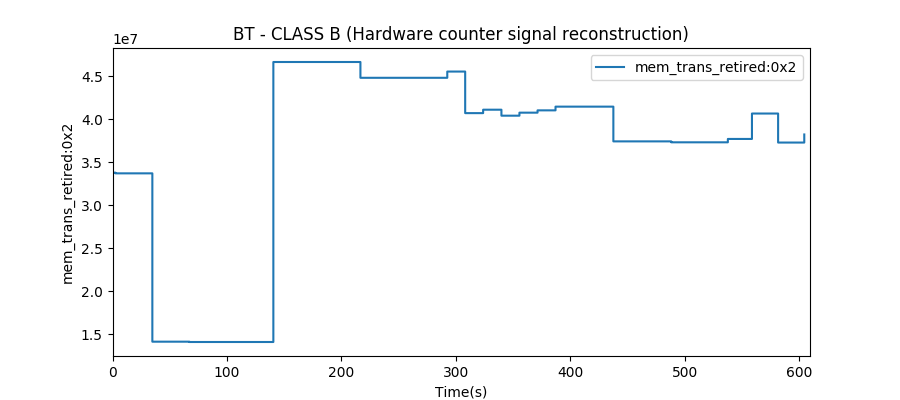 BT - CLASS B (Hardware counter signal reconstruction)
1e7
mem_trans_retired:0x2
4.5
4.0
3.5
3.0
2.5
2.0
1.5
mem_trans_retired:0x2
0 100 200 300 400 500 600
Time(s)